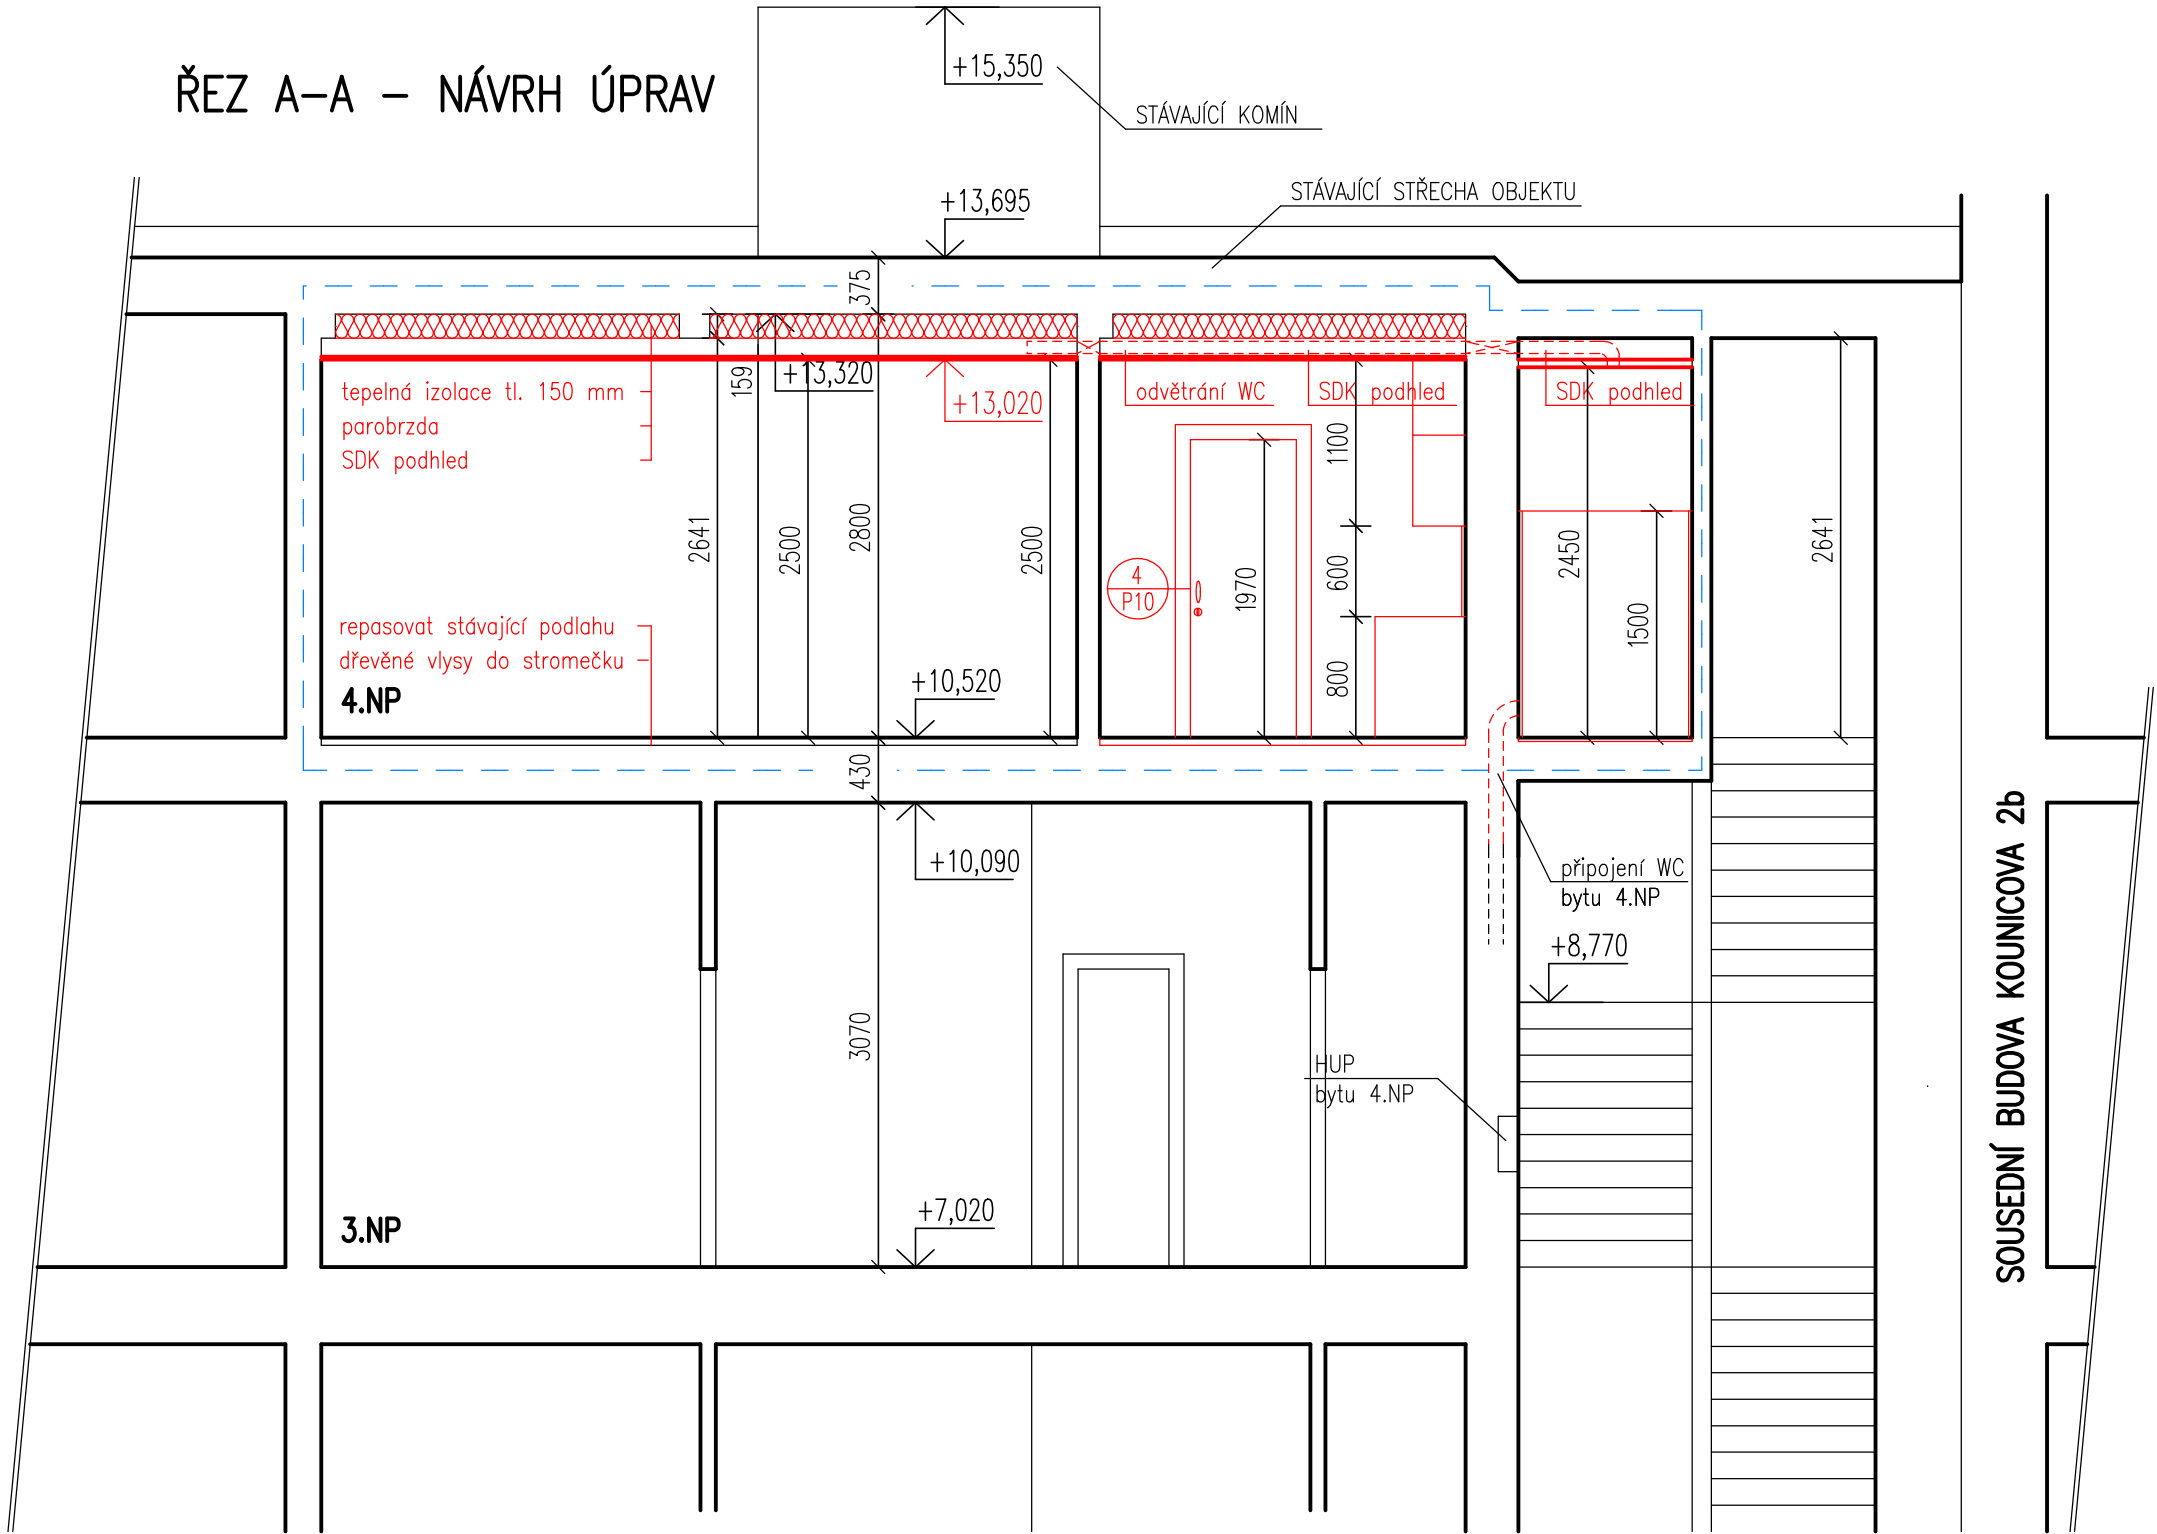 ŘEZ A-A - NÁVRH ÚPRAV
+15,350
STÁVAJÍCÍ KOMÍN
+13,695
STÁVAJÍCÍ STŘECHA OBJEKTU
375
159
+13,320
+13,020
tepelná izolace tl. 150 mm
parobrzda
SDK podhled
odvětrání WC
SDK podhled
SDK podhled
2641
2500
2800
2500
1100
600
800
1970
2450
1500
2641
4
P10
repasovat stávající podlahu
dřevěné vlysy do stromečku
4.NP
+10,520
430
+10,090
připojení WC
bytu 4.NP
+8,770
3070
HUP
bytu 4.NP
+7,020
3.NP
SOUSEDNÍ BUDOVA KOUNICOVA 2b